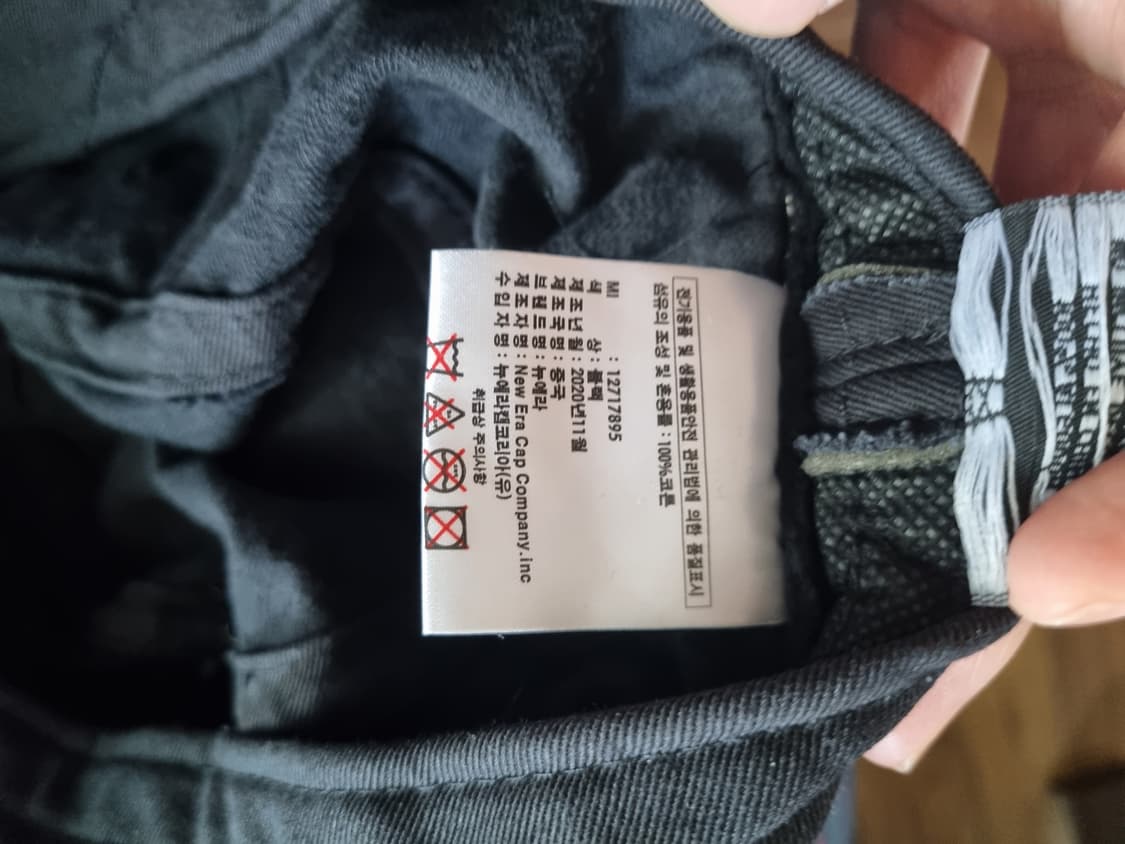 전기용품 및 생활용품안전 관리법에 의한 품질표시
섬유의 조성 및 혼용율 : 100%코튼
MI : 12717895
색 상 : 블랙
제조년월 : 2020년11월
제조국명 : 중국
브랜드명 : 뉴에라
제조자명 : New Era Cap Company.inc
수입자명 : 뉴에라캡코리아(유)
취급상 주의사항